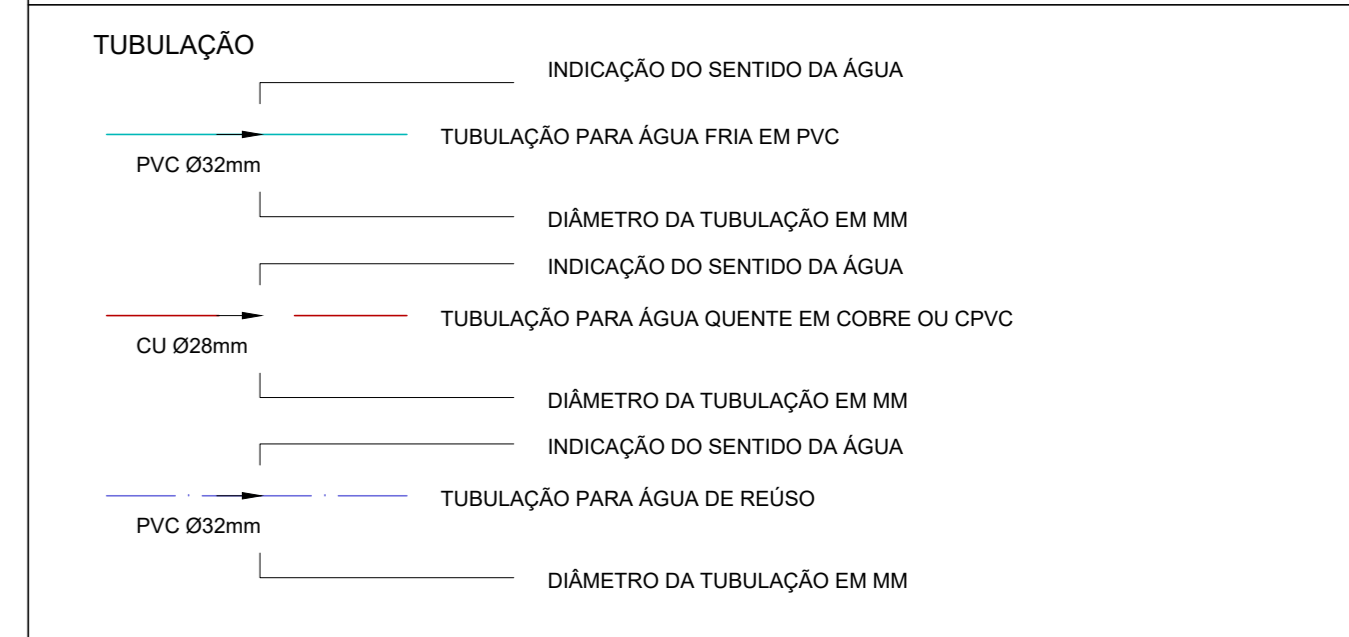 TUBULAÇÃO
INDICAÇÃO DO SENTIDO DA ÁGUA
TUBULAÇÃO PARA ÁGUA FRIA EM PVC
PVC Ø32mm
DIÂMETRO DA TUBULAÇÃO EM MM
INDICAÇÃO DO SENTIDO DA ÁGUA
TUBULAÇÃO PARA ÁGUA QUENTE EM COBRE OU CPVC
CU Ø28mm
DIÂMETRO DA TUBULAÇÃO EM MM
INDICAÇÃO DO SENTIDO DA ÁGUA
TUBULAÇÃO PARA ÁGUA DE REÚSO
PVC Ø32mm
DIÂMETRO DA TUBULAÇÃO EM MM